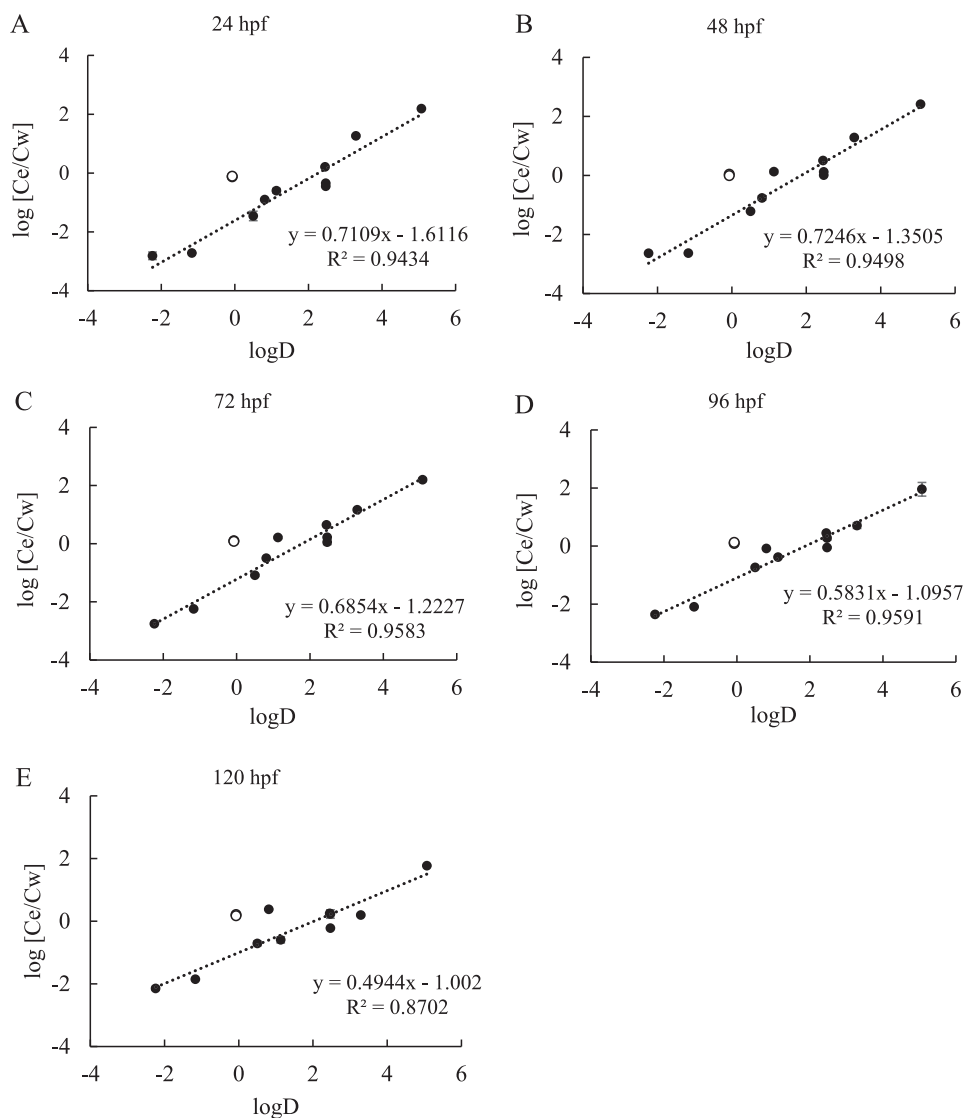 A
24 hpf
4
2
0
-2
-4
log [Ce/Cw]
y = 0.7109x - 1.6116
R² = 0.9434
-4
-2
0
2
4
6
logD
B
48 hpf
4
2
0
-2
-4
log [Ce/Cw]
y = 0.7246x - 1.3505
R² = 0.9498
-4
-2
0
2
4
6
logD
C
72 hpf
4
2
0
-2
-4
log [Ce/Cw]
y = 0.6854x - 1.2227
R² = 0.9583
-4
-2
0
2
4
6
logD
D
96 hpf
4
2
0
-2
-4
log [Ce/Cw]
y = 0.5831x - 1.0957
R² = 0.9591
-4
-2
0
2
4
6
logD
E
120 hpf
4
2
0
-2
-4
log [Ce/Cw]
y = 0.4944x - 1.002
R² = 0.8702
-4
-2
0
2
4
6
logD